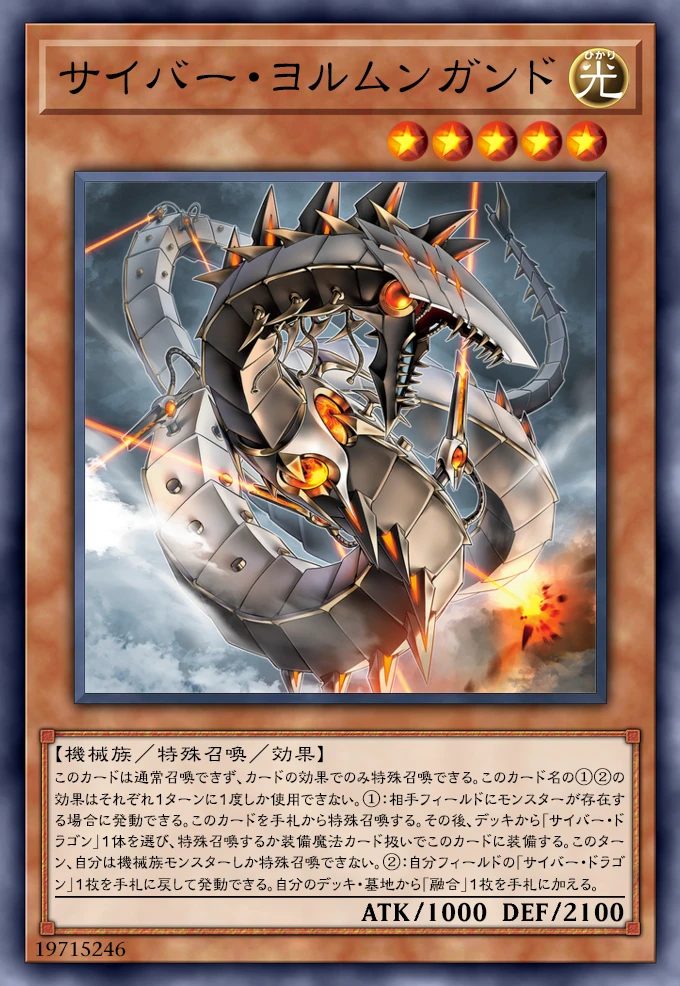 サイバー・ヨルムンガンド
ひかり
光
【機械族／特殊召喚／効果】
このカードは通常召喚できず、カードの効果でのみ特殊召喚できる。このカード名の①②の
効果はそれぞれ1ターンに1度しか使用できない。①：相手フィールドにモンスターが存在す
る場合に発動できる。このカードを手札から特殊召喚する。その後、デッキから「サイバー・ド
ラゴン」1体を選び、特殊召喚するか装備魔法カード扱いでこのカードに装備する。このター
ン、自分は機械族モンスターしか特殊召喚できない。②：自分フィールドの「サイバー・ドラゴ
ン」1枚を手札に戻して発動できる。自分のデッキ・墓地から「融合」1枚を手札に加える。
ATK/1000 DEF/2100
19715246